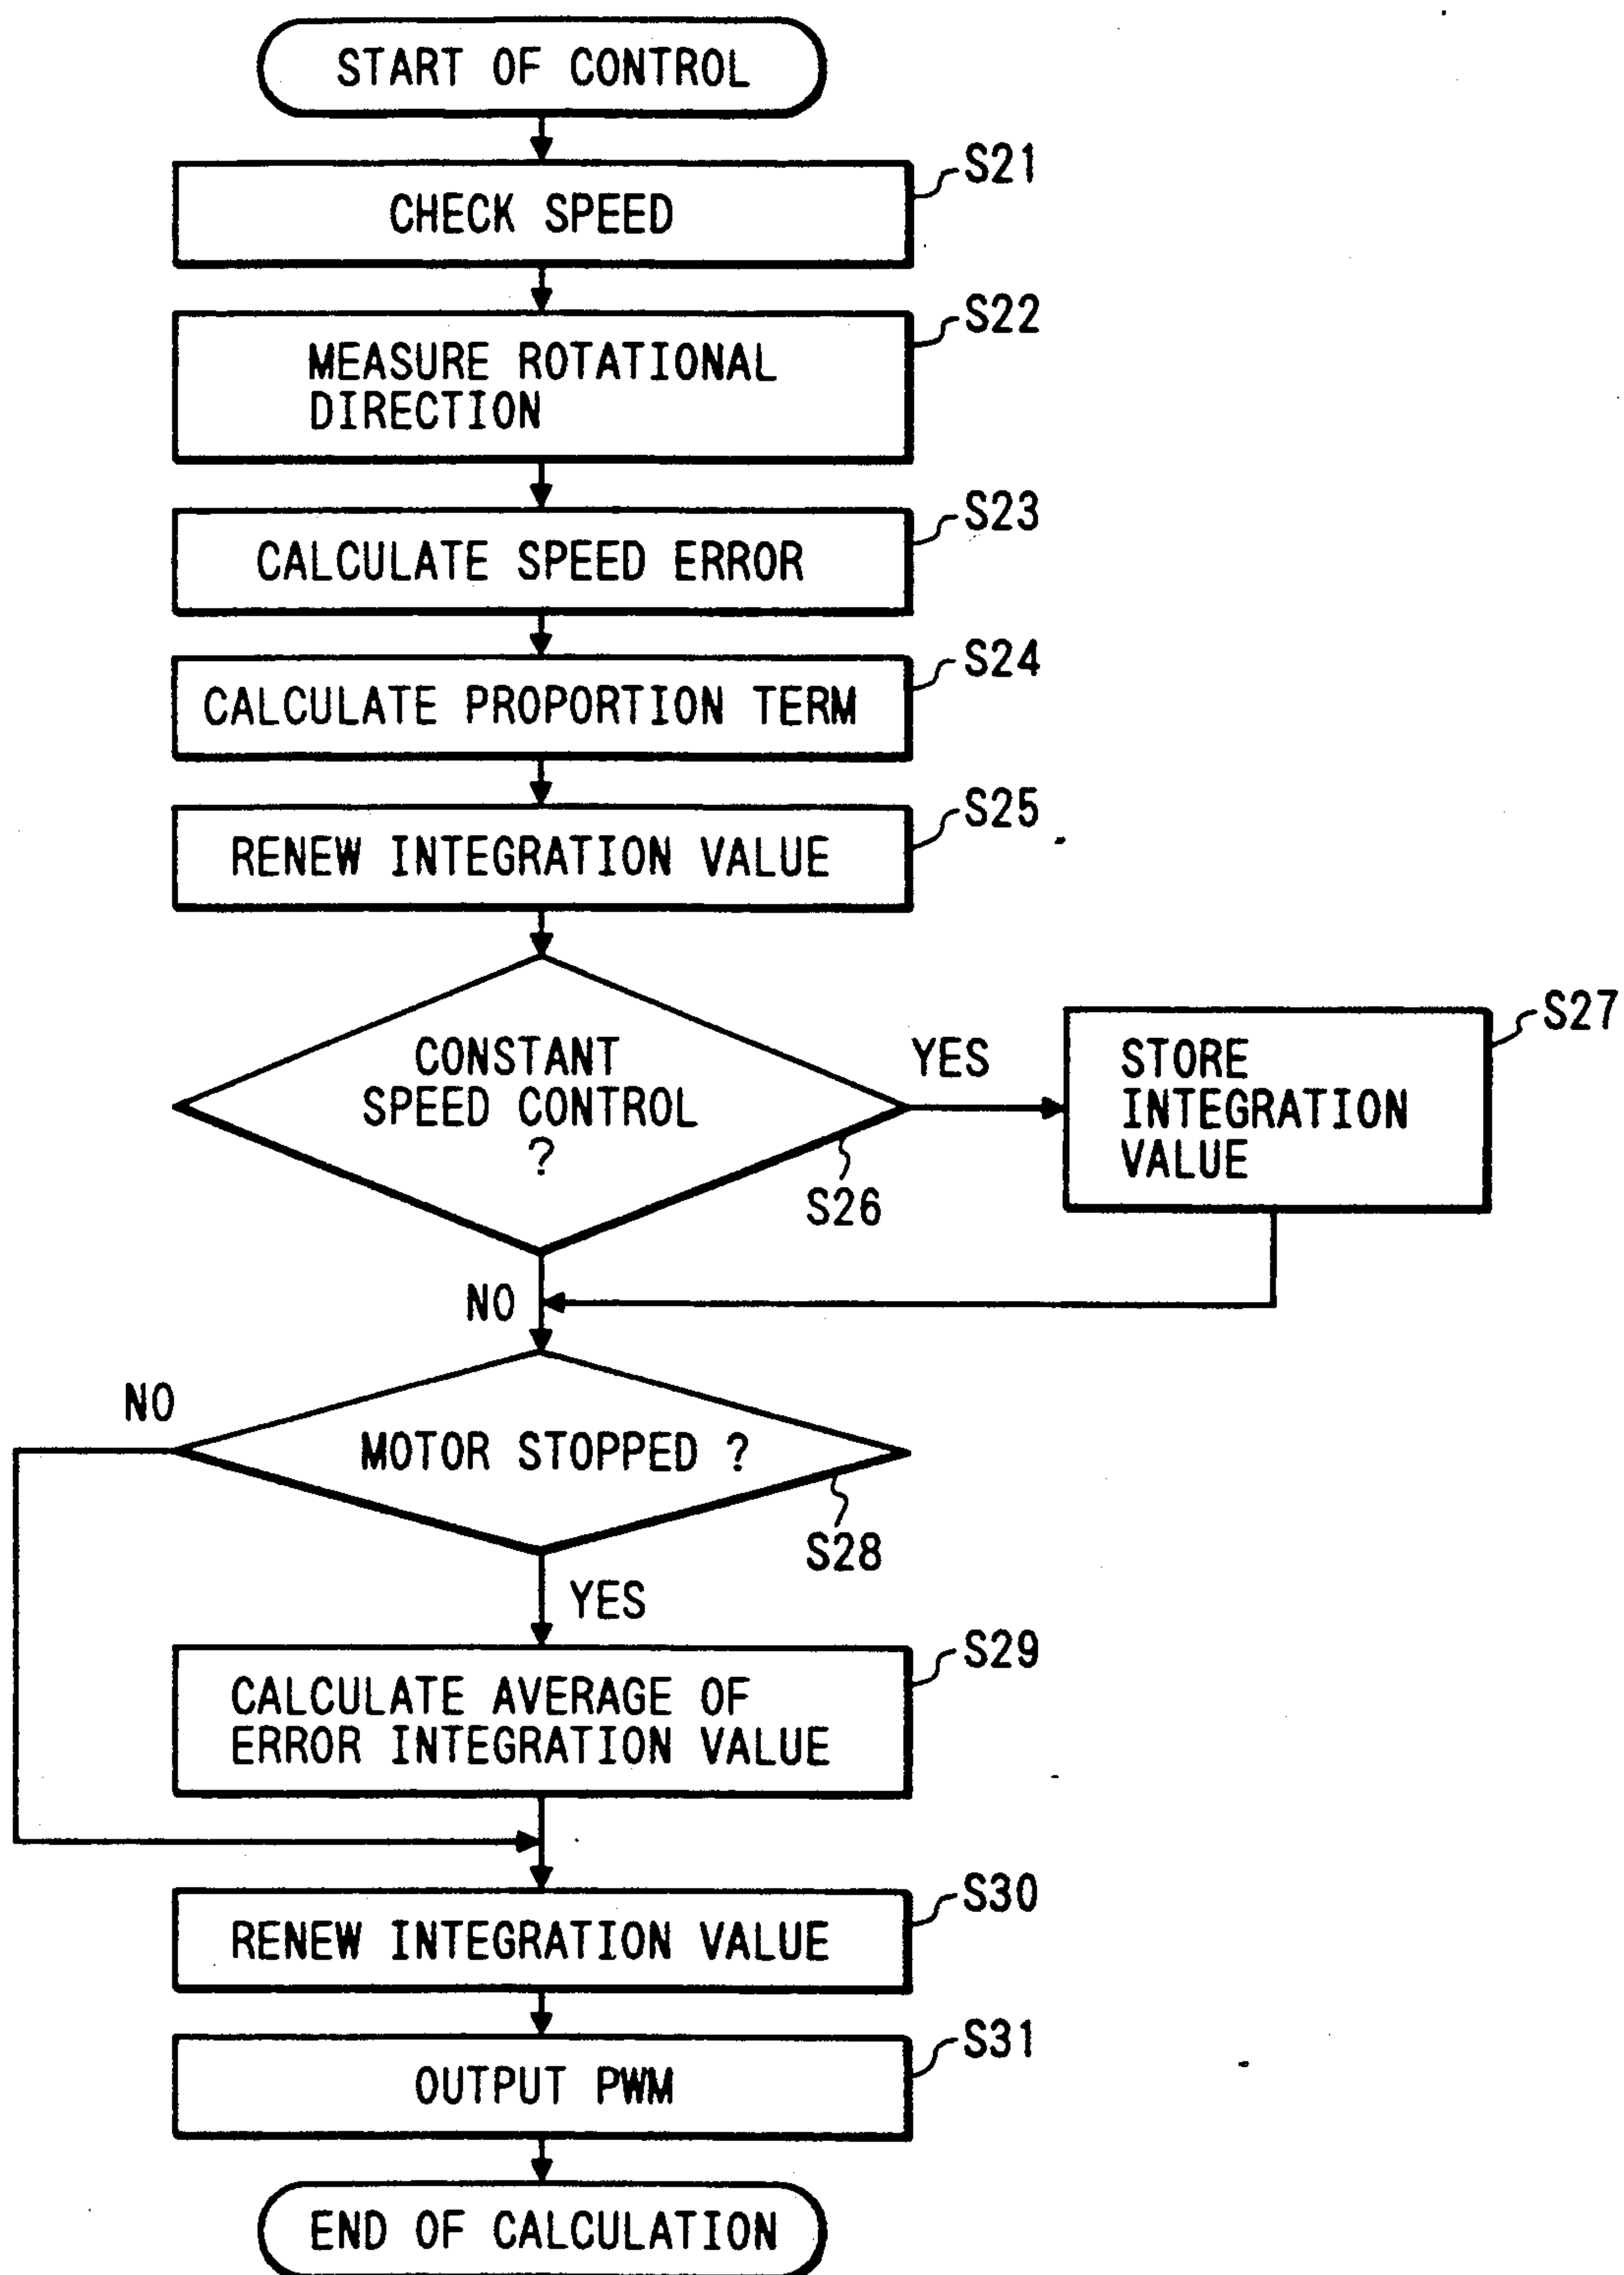 START OF CONTROL
S21
CHECK SPEED
S22
MEASURE ROTATIONAL
DIRECTION
S23
CALCULATE SPEED ERROR
S24
CALCULATE PROPORTION TERM
S25
RENEW INTEGRATION VALUE
CONSTANT
SPEED CONTROL
?
S26
YES
S27
STORE
INTEGRATION
VALUE
NO
NO
MOTOR STOPPED ?
S28
YES
S29
CALCULATE AVERAGE OF
ERROR INTEGRATION VALUE
S30
RENEW INTEGRATION VALUE
S31
OUTPUT PWM
END OF CALCULATION